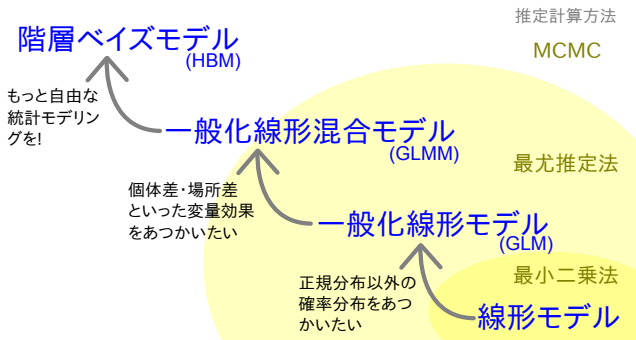 推定計算方法
階層ベイズモデル
(HBM)
MCMC
もっと自由な
統計モデリン
グを!
一般化線形混合モデル
(GLMM)
最尤推定法
個体差・場所差
といった変量効果
をあつかいたい
一般化線形モデル
(GLM)
最小二乗法
正規分布以外の
確率分布をあつ
かいたい
線形モデル